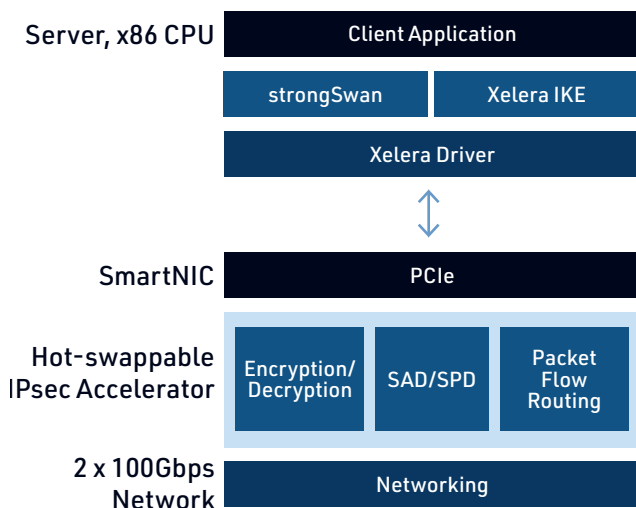 Server, x86 CPU
Client Application
strongSwan
Xelera IKE
Xelera Driver
SmartNIC
PCIe
Hot-swappable
IPsec Accelerator
Encryption/
Decryption
SAD/SPD
Packet
Flow
Routing
2 x 100Gbps
Network
Networking